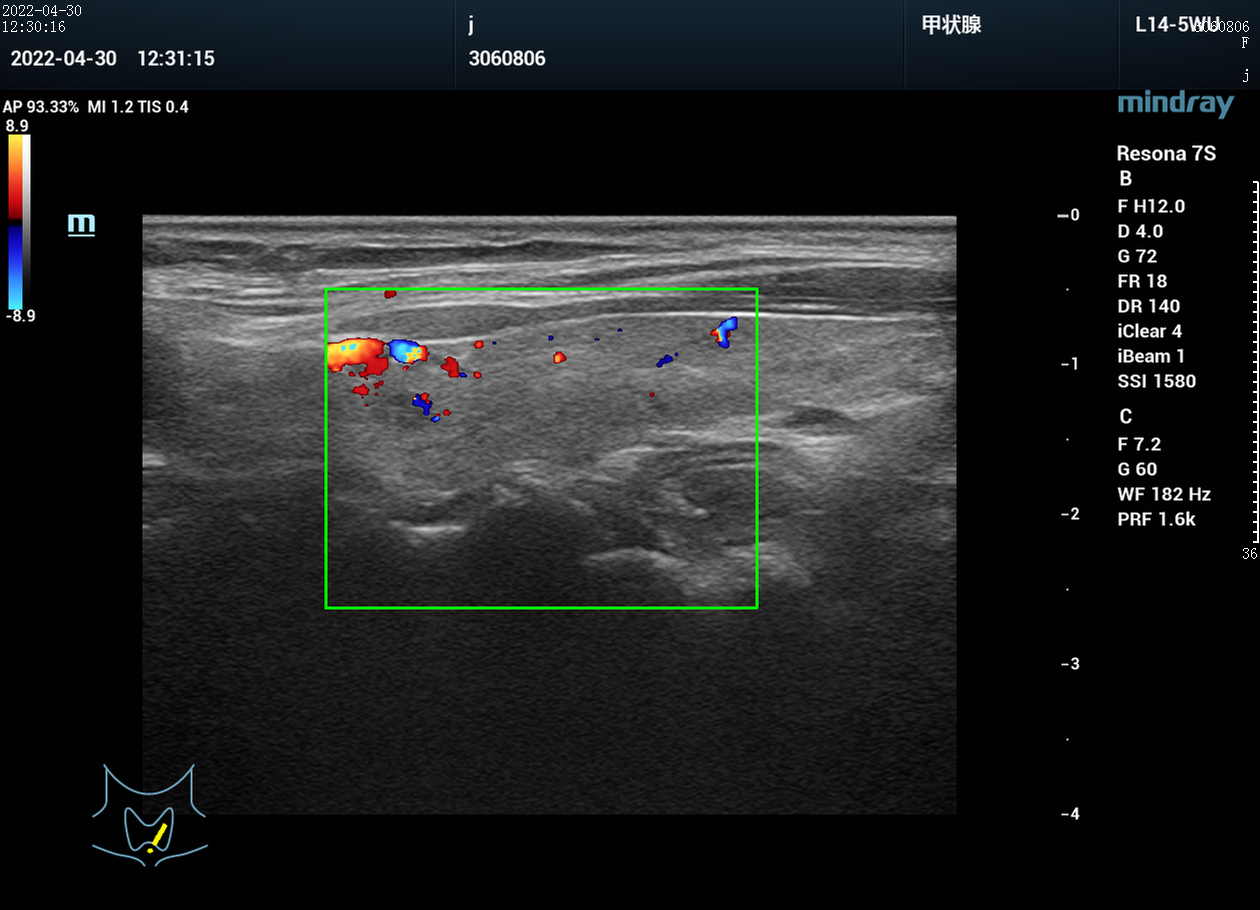 2022-04-30
12:30:16
2022-04-30 12:31:15
j
3060806
甲状腺
L14-5WU
3060806
F
j
AP 93.33% MI 1.2 TIS 0.4
8.9
-8.9
m
mindray
Resona 7S
B
F H12.0
D 4.0
G 72
FR 18
DR 140
iClear 4
iBeam 1
SSI 1580
C
F 7.2
G 60
WF 182 Hz
PRF 1.6k
0
-1
-2
-3
-4
36